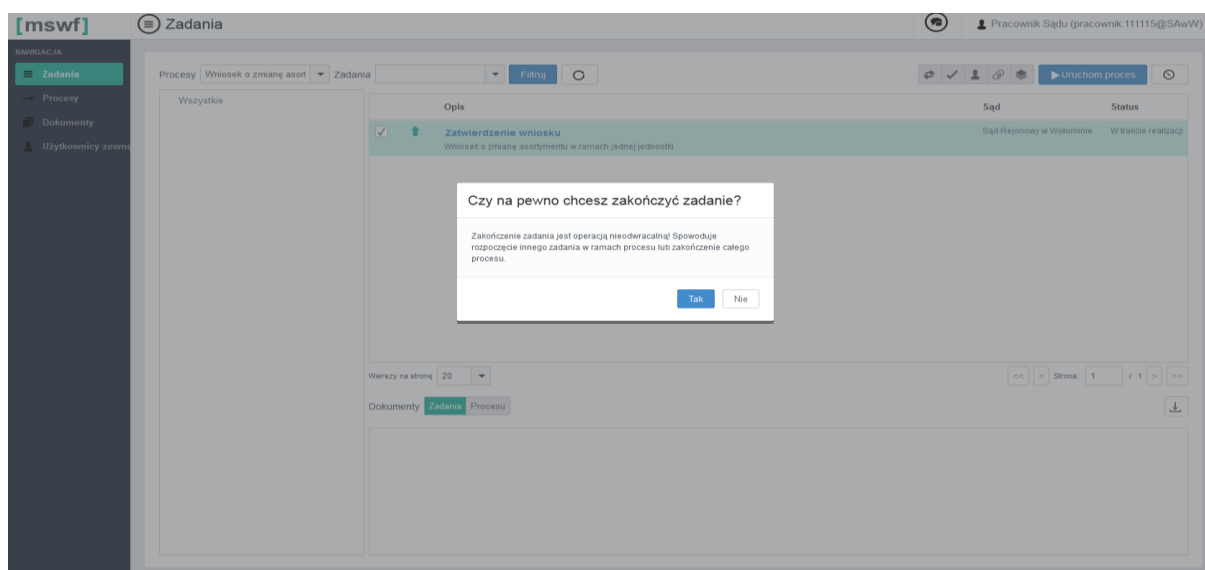 [mswf]
Zadania
Pracownik Sądu (pracownik:111115@SAwW)
NAWIGACJA
Zadania
Procesy
Dokumenty
Użytkownicy zewnę
Procesy Wniosek o zmianę asort Zadania Filtruj Uruchom proces
Wszystkie
Opis Sąd Status
Zatwierdzenie wniosku Sąd Rejonowy w Wołominie W trakcie realizacji
Wniosek o zmianę asortymentu w ramach jednej jednostki
Czy na pewno chcesz zakończyć zadanie?
Zakończenie zadania jest operacją nieodwracalną! Spowoduje
rozpoczęcie innego zadania w ramach procesu lub zakończenie całego
procesu.
Tak Nie
Wierszy na stronę 20 << < Strona: 1 / 1 > >>
Dokumenty Zadania Procesu